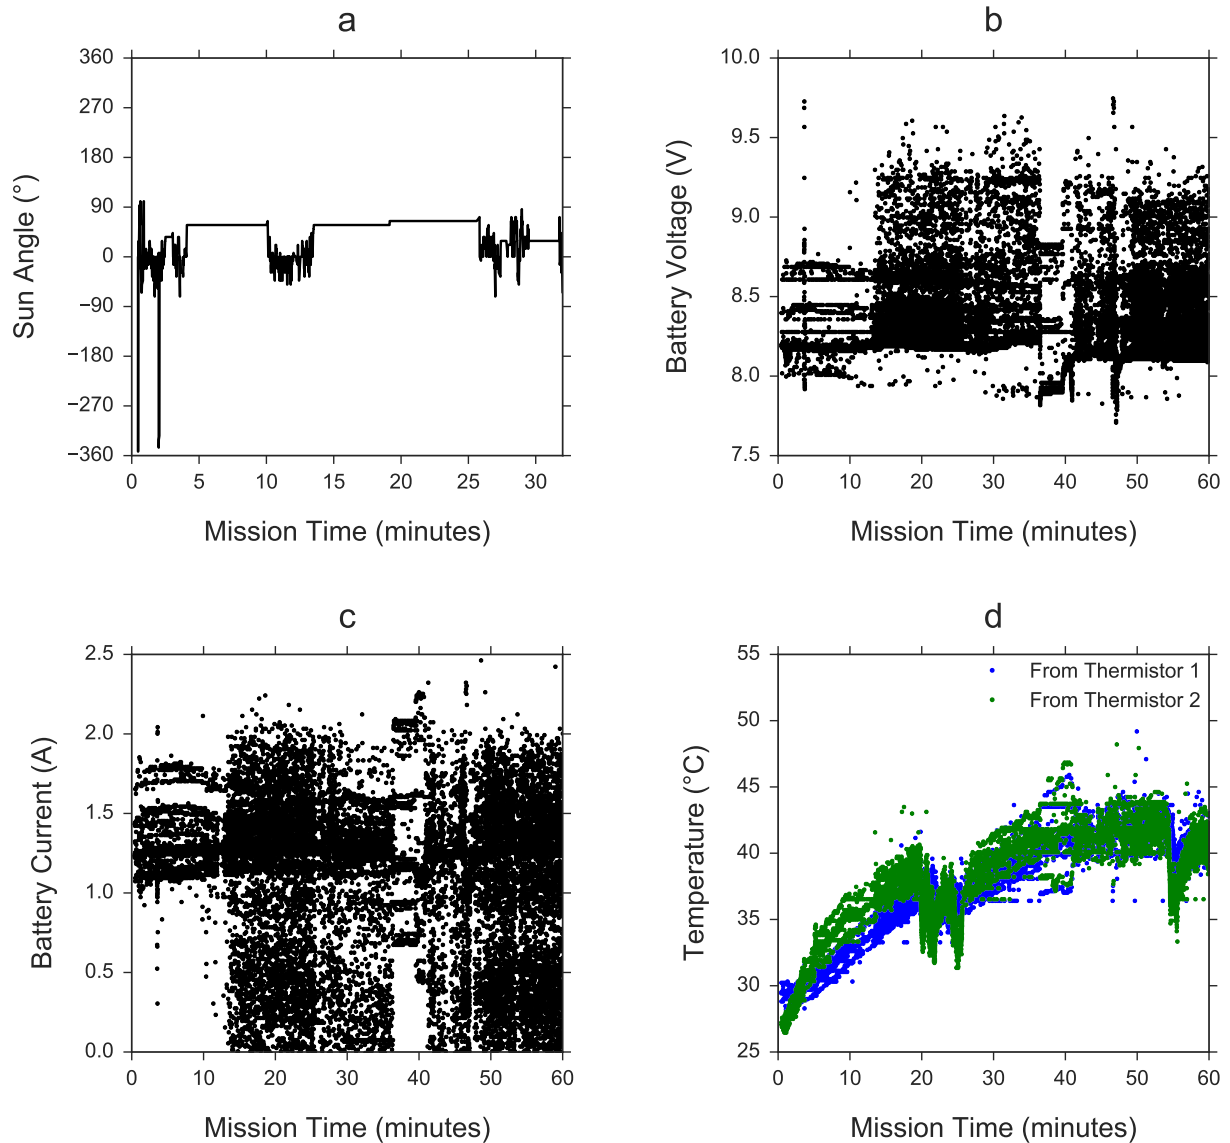 a
360
270
180
90
0
−90
−180
−270
−360
Sun Angle (°)
0 5 10 15 20 25 30
Mission Time (minutes)
b
10.0
9.5
9.0
8.5
8.0
7.5
Battery Voltage (V)
0 10 20 30 40 50 60
Mission Time (minutes)
c
2.5
2.0
1.5
1.0
0.5
0.0
Battery Current (A)
0 10 20 30 40 50 60
Mission Time (minutes)
d
55
50
45
40
35
30
25
Temperature (°C)
From Thermistor 1
From Thermistor 2
0 10 20 30 40 50 60
Mission Time (minutes)